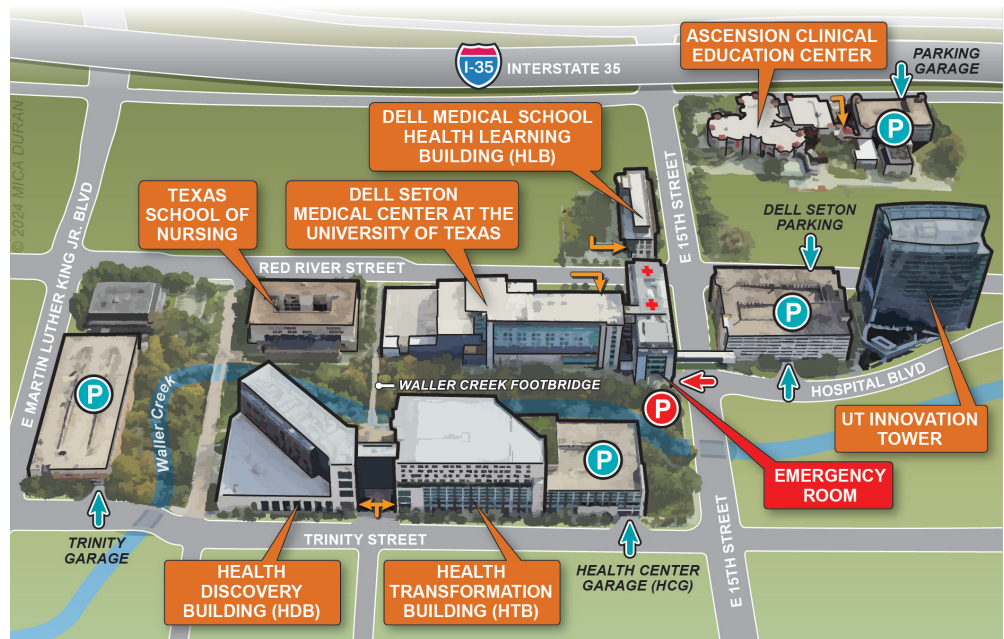 ASCENSION CLINICAL
EDUCATION CENTER
PARKING
GARAGE
I-35
INTERSTATE 35
P
DELL MEDICAL SCHOOL
HEALTH LEARNING
BUILDING (HLB)
© 2024 MICA DURAN
E MARTIN LUTHER KING JR. BLVD
TEXAS
SCHOOL OF
NURSING
DELL SETON
MEDICAL CENTER AT THE
UNIVERSITY OF TEXAS
E 15TH STREET
DELL SETON
PARKING
RED RIVER STREET
P
P
WALLER CREEK FOOTBRIDGE
HOSPITAL BLVD
Waller Creek
P
UT INNOVATION
TOWER
P
EMERGENCY
ROOM
TRINITY
GARAGE
TRINITY STREET
E 15TH STREET
HEALTH
DISCOVERY
BUILDING (HDB)
HEALTH
TRANSFORMATION
BUILDING (HTB)
HEALTH CENTER
GARAGE (HCG)